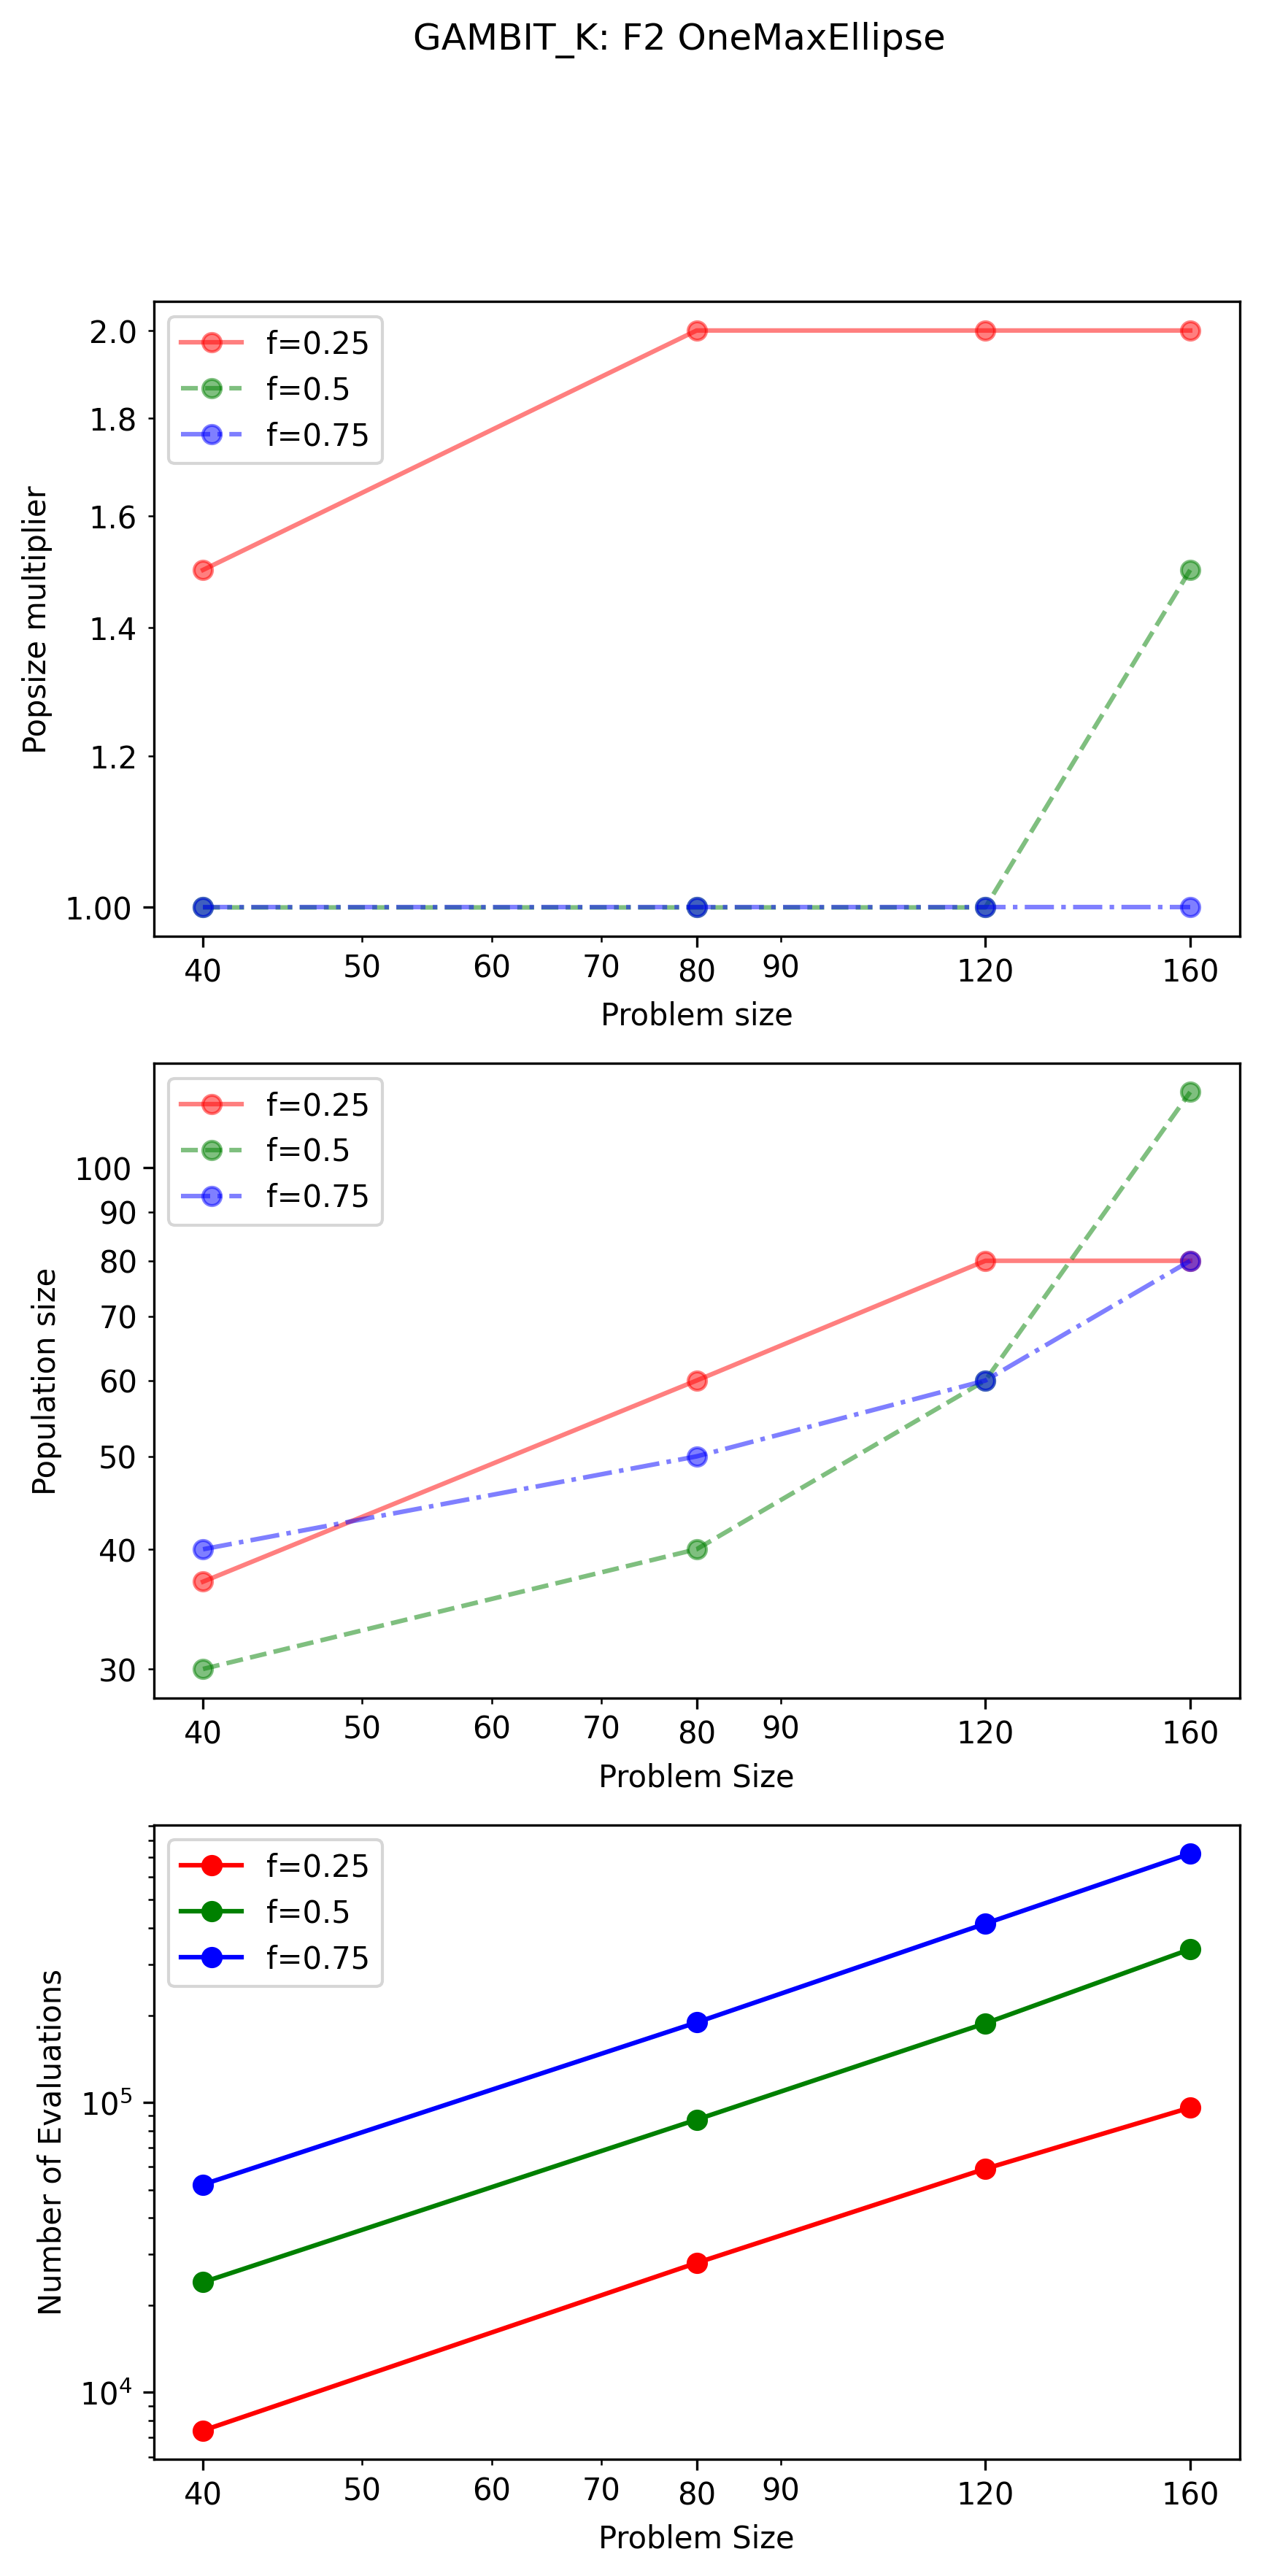 GAMBIT_K: F2 OneMaxEllipse
f=0.25
f=0.5
f=0.75
2.0
1.8
1.6
1.4
1.2
1.00
Popsize multiplier
40 50 60 70 80 90 120 160
Problem size
f=0.25
f=0.5
f=0.75
100
90
80
70
60
50
40
30
Population size
40 50 60 70 80 90 120 160
Problem Size
f=0.25
f=0.5
f=0.75
10⁵
10⁴
Number of Evaluations
40 50 60 70 80 90 120 160
Problem Size